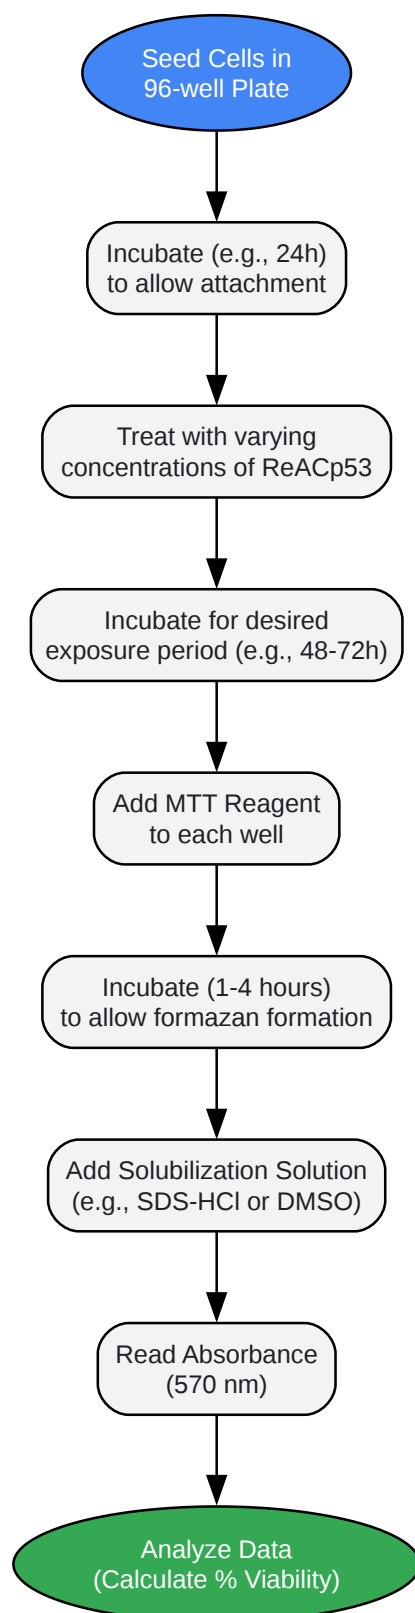 Seed Cells in
96-well Plate
Incubate (e.g., 24h)
to allow attachment
Treat with varying
concentrations of ReACp53
Incubate for desired
exposure period (e.g., 48-72h)
Add MTT Reagent
to each well
Incubate (1-4 hours)
to allow formazan formation
Add Solubilization Solution
(e.g., SDS-HCl or DMSO)
Read Absorbance
(570 nm)
Analyze Data
(Calculate % Viability)